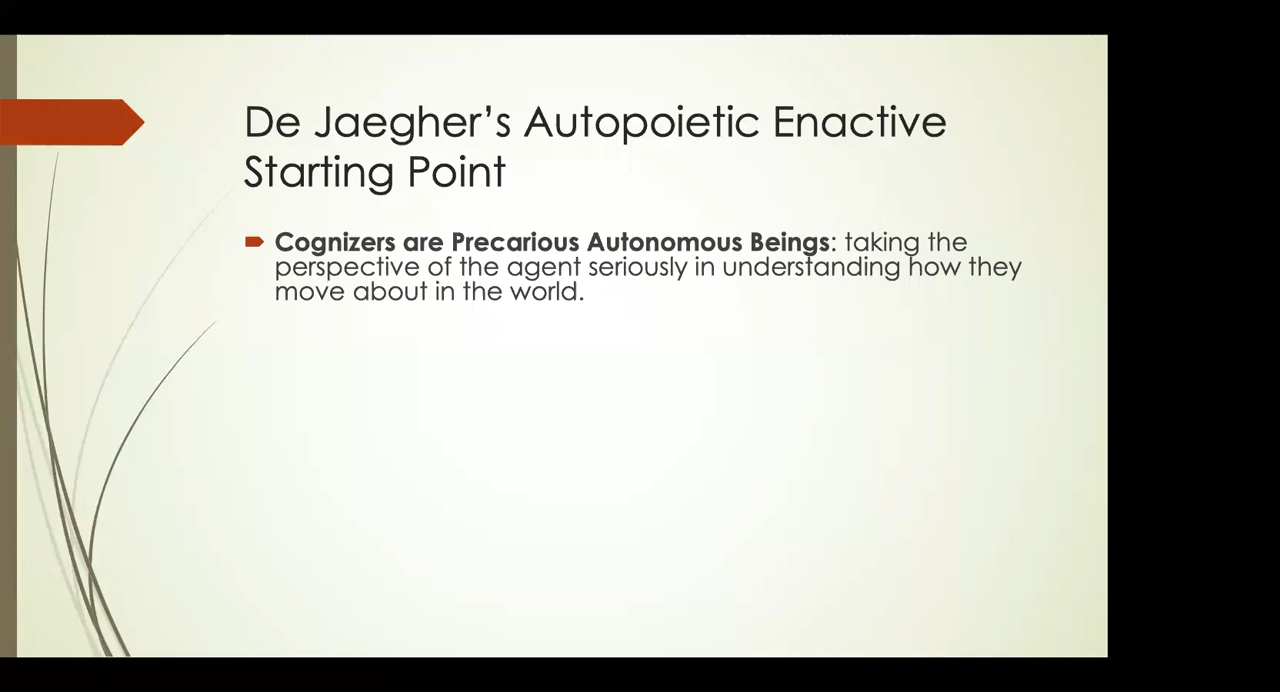 De Jaegher’s Autopoietic Enactive
Starting Point
Cognizers are Precarious Autonomous Beings: taking the
perspective of the agent seriously in understanding how they
move about in the world.